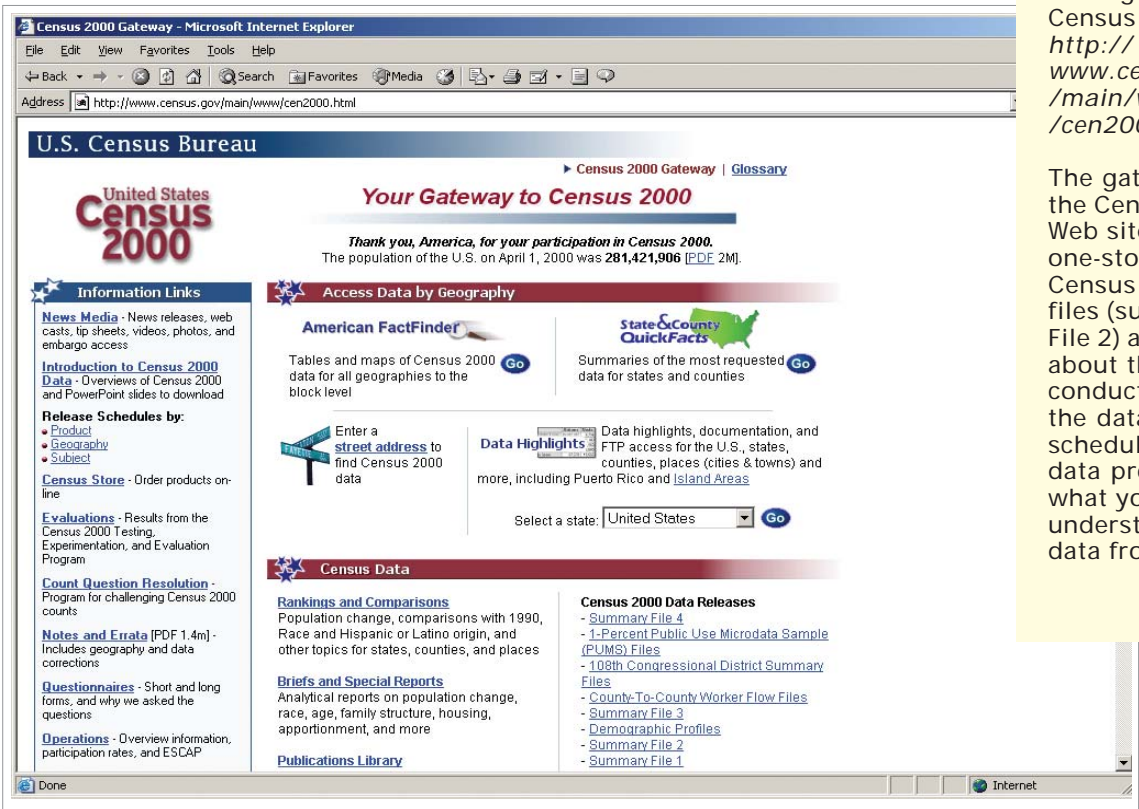 Census 2000 Gateway - Microsoft Internet Explorer
File Edit View Favorites Tools Help
Back Search Favorites Media
Address http://www.census.gov/main/www/cen2000.html
U.S. Census Bureau
Census 2000 Gateway | Glossary
United States
Census
2000
Your Gateway to Census 2000
Thank you, America, for your participation in Census 2000.
The population of the U.S. on April 1, 2000 was 281,421,906 [PDF 2M].
Information Links
News Media - News releases, web
casts, tip sheets, videos, photos, and
embargo access
Introduction to Census 2000
Data - Overviews of Census 2000
and PowerPoint slides to download
Release Schedules by:
Product
Geography
Subject
Census Store - Order products on-
line
Evaluations - Results from the
Census 2000 Testing,
Experimentation, and Evaluation
Program
Count Question Resolution -
Program for challenging Census 2000
counts
Notes and Errata [PDF 1.4m] -
Includes geography and data
corrections
Questionnaires - Short and long
forms, and why we asked the
questions
Operations - Overview information,
participation rates, and ESCAP
Access Data by Geography
American FactFinder
Tables and maps of Census 2000 Go
data for all geographies to the
block level
State & County
QuickFacts
Summaries of the most requested Go
data for states and counties
FAYETTE
Enter a
street address to
find Census 2000
data
Data Highlights
Data highlights, documentation, and
FTP access for the U.S., states,
counties, places (cities & towns) and
more, including Puerto Rico and Island Areas
Select a state: United States Go
Census Data
Rankings and Comparisons
Population change, comparisons with 1990,
Race and Hispanic or Latino origin, and
other topics for states, counties, and places
Briefs and Special Reports
Analytical reports on population change,
race, age, family structure, housing,
apportionment, and more
Publications Library
Census 2000 Data Releases
- Summary File 4
- 1-Percent Public Use Microdata Sample
(PUMS) Files
- 108th Congressional District Summary
Files
- County-To-County Worker Flow Files
- Summary File 3
- Demographic Profiles
- Summary File 2
- Summary File 1
Done Internet
Census
http://
www.ce
/main/
/cen20
The gat
the Cen
Web sit
one-sto
Census
files (su
File 2) a
about th
conduct
the data
schedul
data pr
what yo
underst
data fro